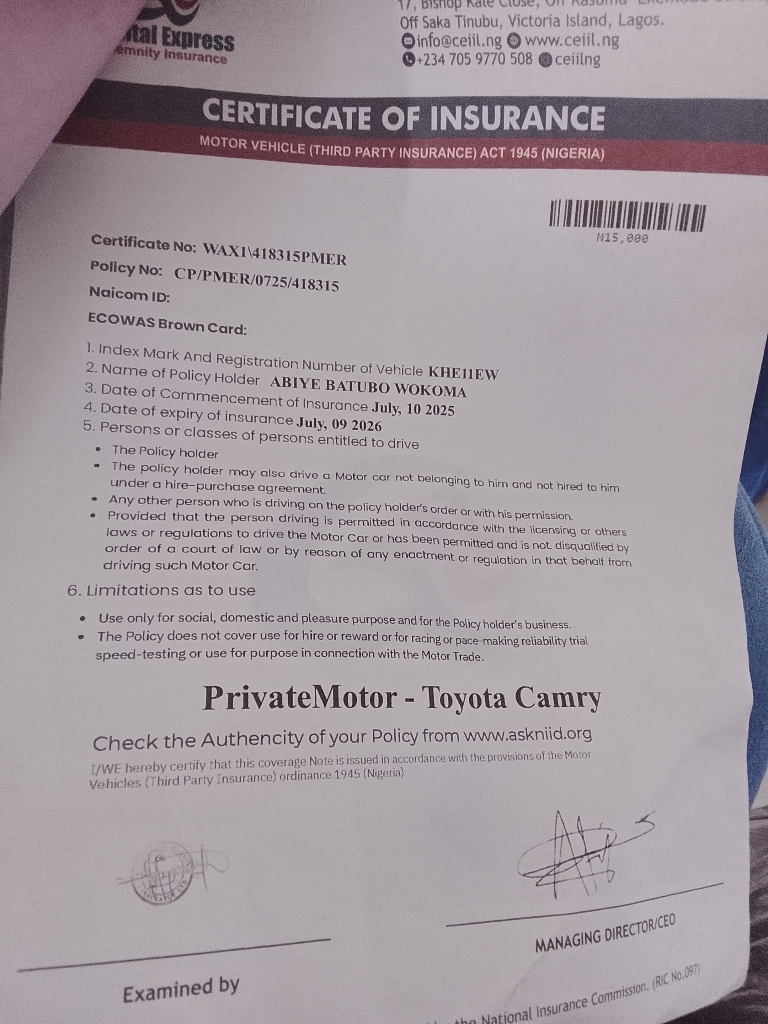 tal Express
emnity Insurance
17, Bishop Kale Close, Off
Off Saka Tinubu, Victoria Island, Lagos.
info@ceiil.ng www.ceiil.ng
+234 705 9770 508 ceiilng
CERTIFICATE OF INSURANCE
MOTOR VEHICLE (THIRD PARTY INSURANCE) ACT 1945 (NIGERIA)
N15,000
Certificate No: WAX1\418315PMER
Policy No: CP/PMER/0725/418315
Naicom ID:
ECOWAS Brown Card:
1. Index Mark And Registration Number of Vehicle KHE11EW
2. Name of Policy Holder ABIYE BATUBO WOKOMA
3. Date of Commencement of Insurance July, 10 2025
4. Date of expiry of insurance July, 09 2026
5. Persons or classes of persons entitled to drive
• The Policy holder
• The policy holder may also drive a Motor car not belonging to him and not hired to him
under a hire-purchase agreement.
• Any other person who is driving on the policy holder's order or with his permission.
• Provided that the person driving is permitted in accordance with the licensing or others
laws or regulations to drive the Motor Car or has been permitted and is not disqualified by
order of a court of law or by reason of any enactment or regulation in that behalf from
driving such Motor Car.
6. Limitations as to use
• Use only for social, domestic and pleasure purpose and for the Policy holder's business.
• The Policy does not cover use for hire or reward or for racing or pace-making reliability trial
speed-testing or use for purpose in connection with the Motor Trade.
PrivateMotor - Toyota Camry
Check the Authencity of your Policy from www.askniid.org
I/WE hereby certify that this coverage Note is issued in accordance with the provisions of the Motor
Vehicles (Third Party Insurance) ordinance 1945 (Nigeria)
Examined by
MANAGING DIRECTOR/CEO
the National Insurance Commission. (RIC No.097)